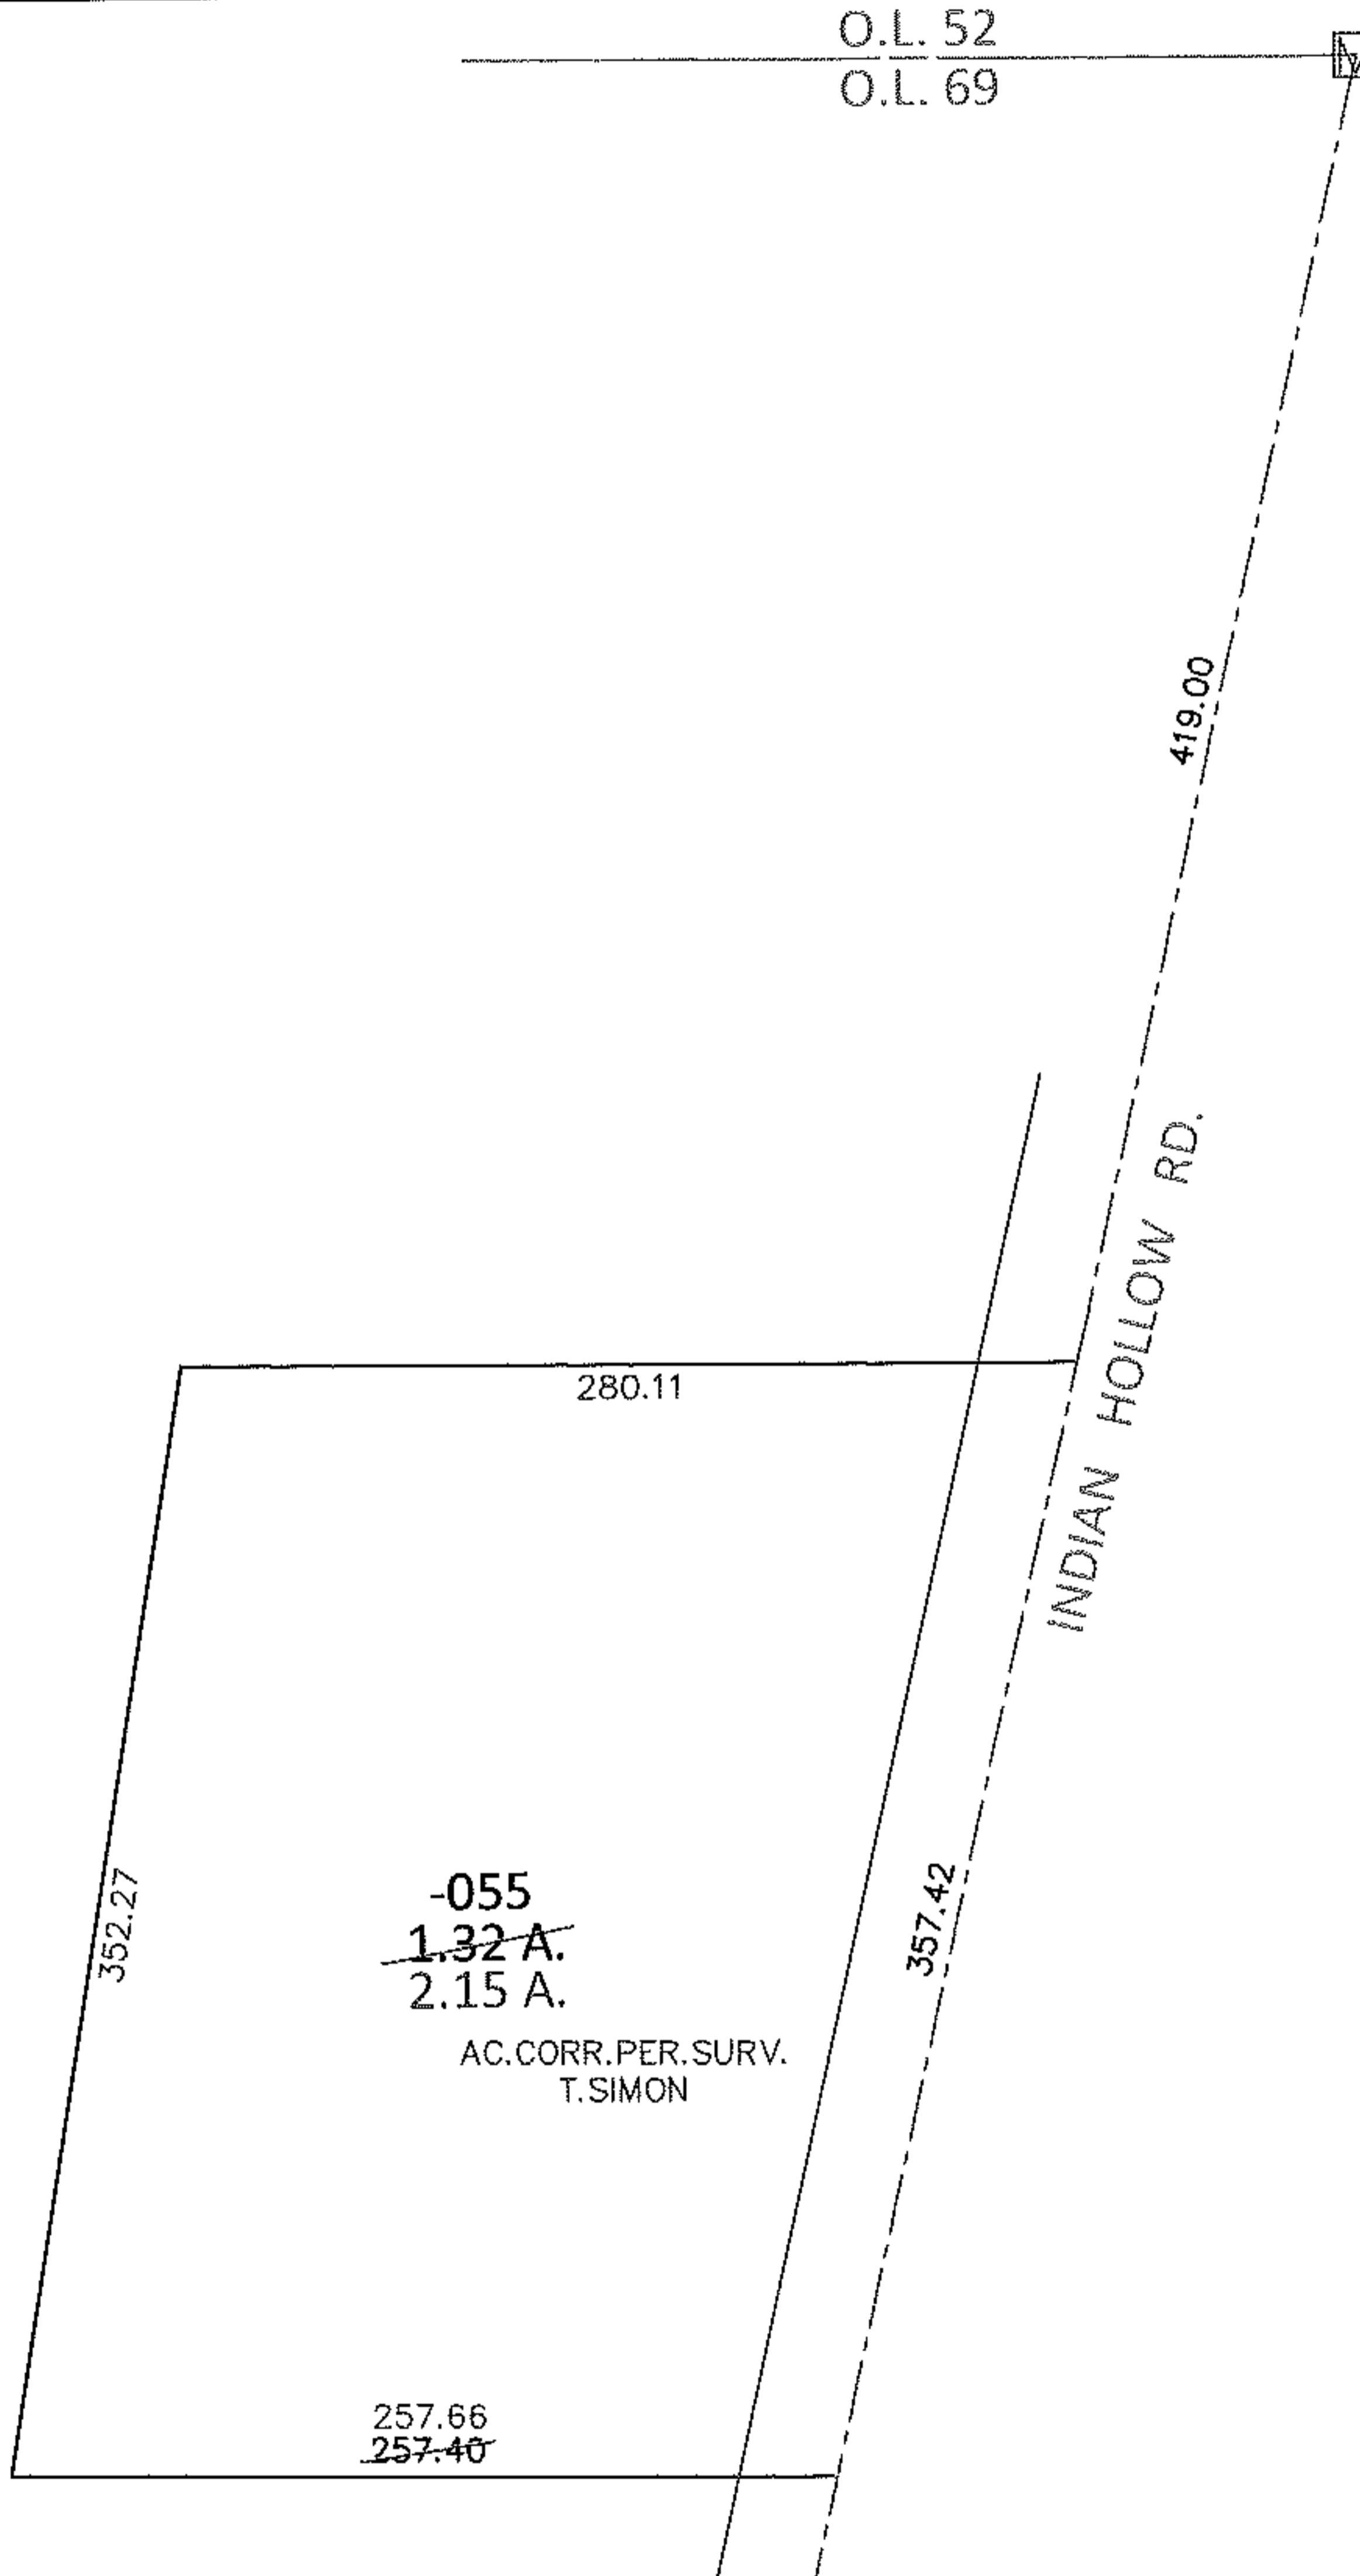 O.L. 52
O.L. 69
419.00
INDIAN HOLLOW RD.
280.11
352.27
357.42
-055
1.32 A.
2.15 A.
AC.CORR.PER.SURV.
T.SIMON
257.66
257.40